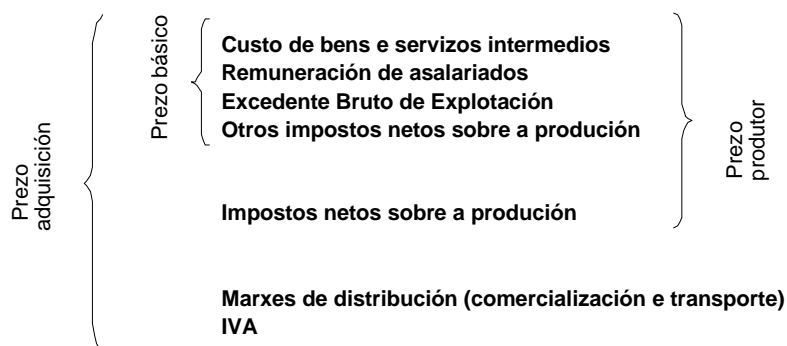 Prezo
adquisición
Prezo básico
Custo de bens e servizos intermedios
Remuneración de asalariados
Excedente Bruto de Explotación
Otros impostos netos sobre a produción
Prezo
produtor
Impostos netos sobre a produción
Marxes de distribución (comercialización e transporte)
IVA